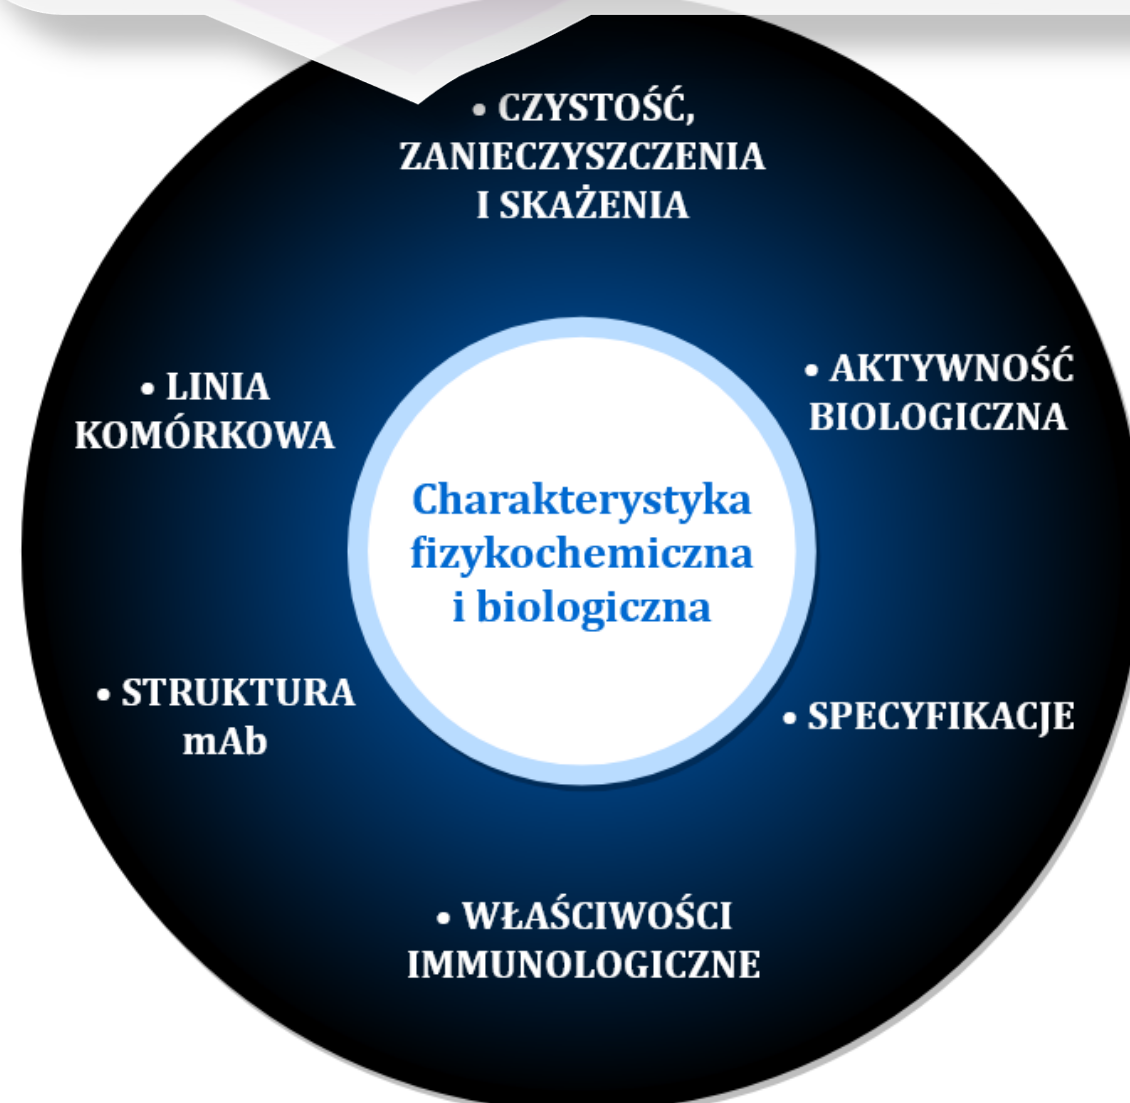 • CZYSTOŚĆ,
ZANIECZYSZCZENIA
I SKAŻENIA
• AKTYWNOŚĆ
BIOLOGICZNA
• LINIA
KOMÓRKOWA
Charakterystyka
fizykochemiczna
i biologiczna
• STRUKTURA
mAb
• SPECYFIKACJE
• WŁAŚCIWOŚCI
IMMUNOLOGICZNE